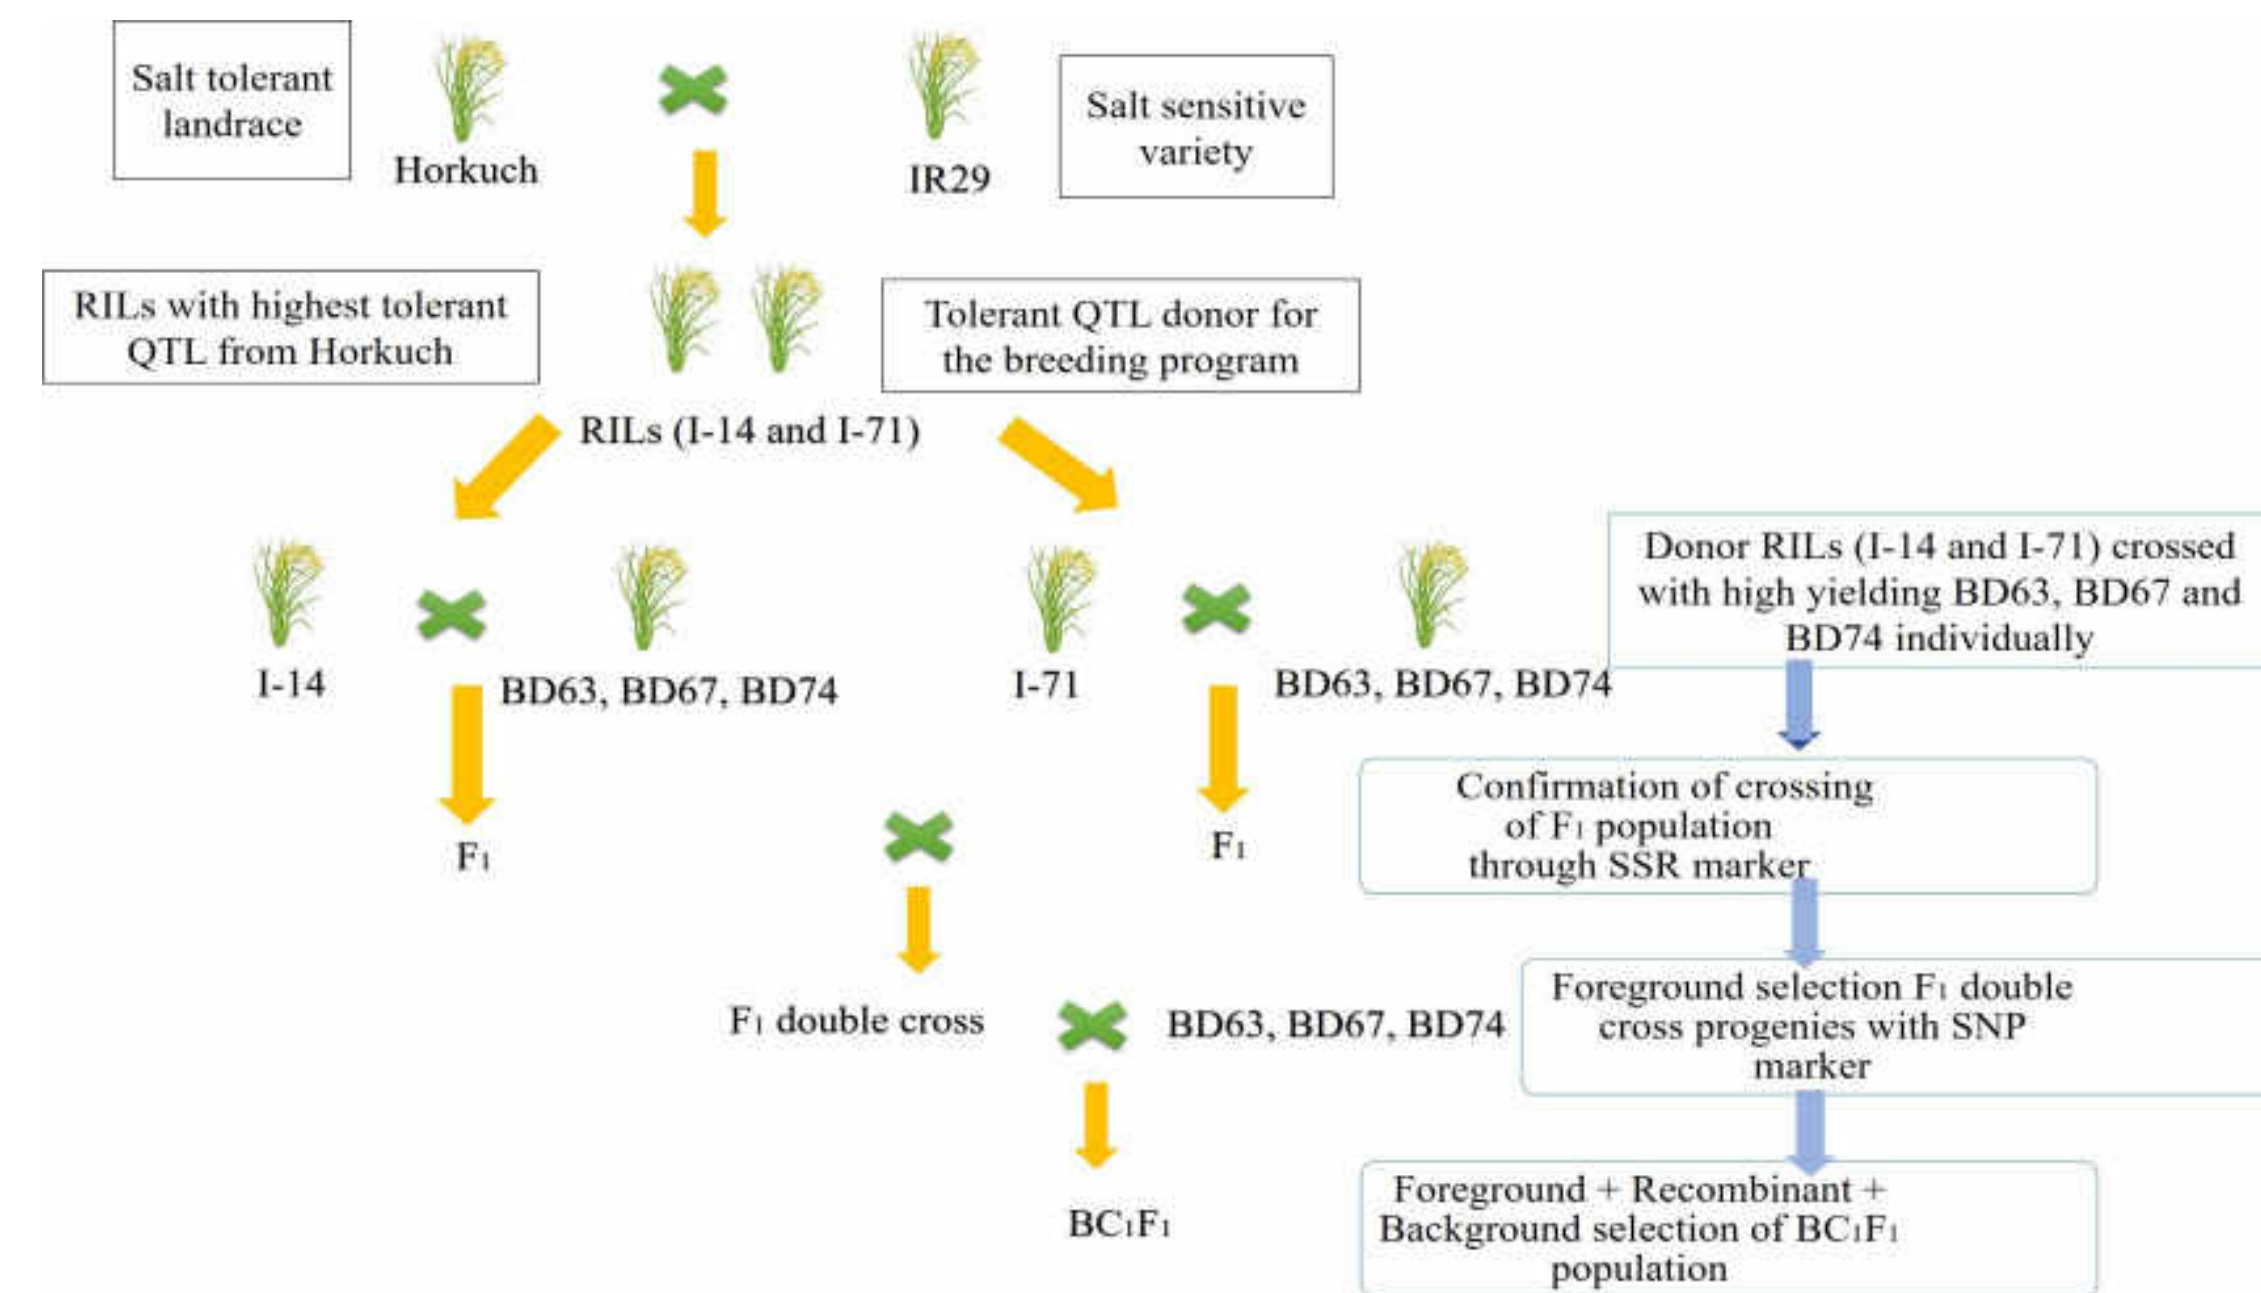 Salt tolerant
landrace
Horkuch
IR29
Salt sensitive
variety
RILs with highest tolerant
QTL from Horkuch
Tolerant QTL donor for
the breeding program
RILs (I-14 and I-71)
I-14
BD63, BD67, BD74
I-71
BD63, BD67, BD74
Donor RILs (I-14 and I-71) crossed
with high yielding BD63, BD67 and
BD74 individually
F₁
F₁
Confirmation of crossing
of F₁ population
through SSR marker
F₁ double cross
BD63, BD67, BD74
Foreground selection F₁ double
cross progenies with SNP
marker
BC₁F₁
Foreground + Recombinant +
Background selection of BC₁F₁
population